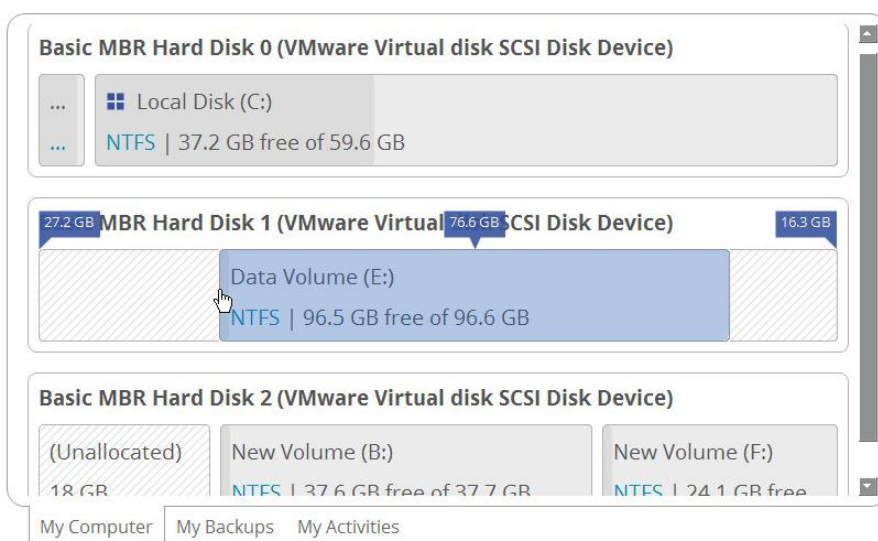 Basic MBR Hard Disk 0 (VMware Virtual disk SCSI Disk Device)
...
Local Disk (C:)
...
NTFS | 37.2 GB free of 59.6 GB
27.2 GB
MBR Hard Disk 1 (VMware Virtual
76.6 GB
SCSI Disk Device)
16.3 GB
Data Volume (E:)
NTFS | 96.5 GB free of 96.6 GB
Basic MBR Hard Disk 2 (VMware Virtual disk SCSI Disk Device)
(Unallocated)
New Volume (B:)
New Volume (F:)
18 GB
NTFS | 37.6 GB free of 37.7 GB
NTFS | 24.1 GB free
My Computer
My Backups
My Activities